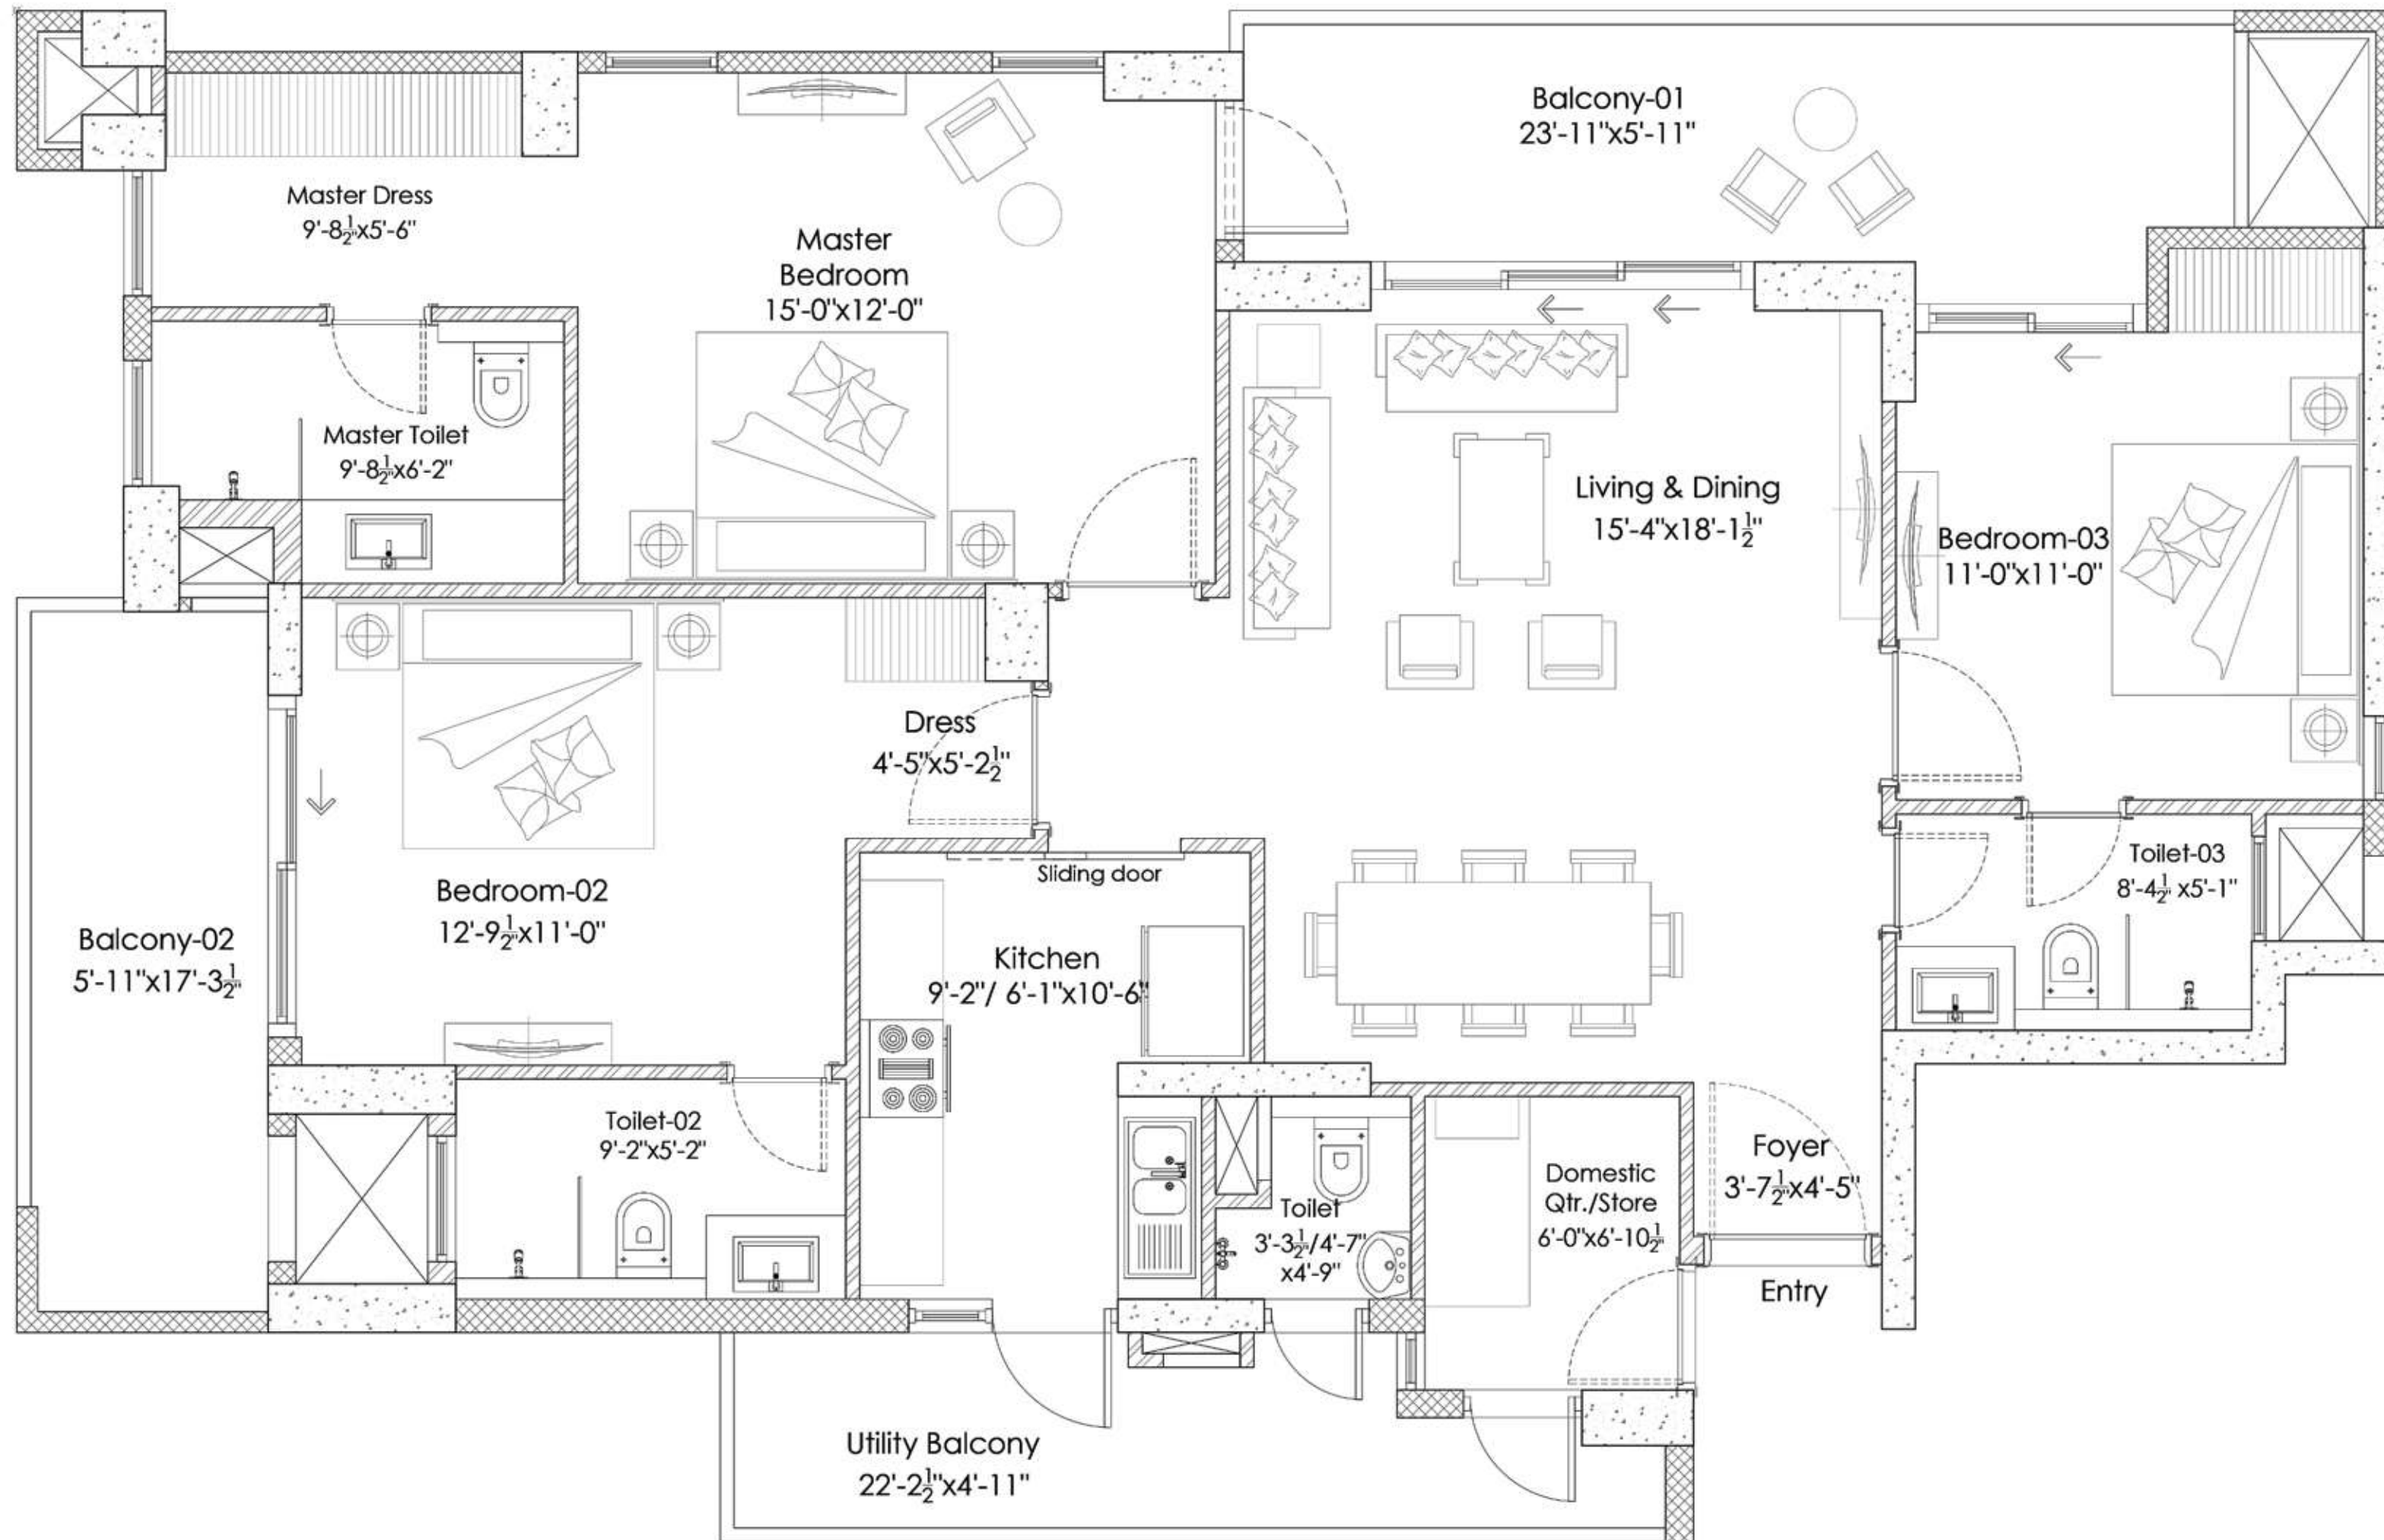 Balcony-01
23'-11"x5'-11"
Master Dress
9'-8½"x5'-6"
Master
Bedroom
15'-0"x12'-0"
Master Toilet
9'-8½"x6'-2"
Living & Dining
15'-4"x18'-1½"
Bedroom-03
11'-0"x11'-0"
Dress
4'-5"x5'-2½"
Sliding door
Toilet-03
8'-4½" x5'-1"
Bedroom-02
12'-9½"x11'-0"
Balcony-02
5'-11"x17'-3½"
Kitchen
9'-2"/ 6'-1"x10'-6"
Toilet-02
9'-2"x5'-2"
Foyer
3'-7½"x4'-5"
Domestic
Qtr./Store
6'-0"x6'-10½"
Toilet
3'-3½"/4'-7"
x4'-9"
Entry
Utility Balcony
22'-2½"x4'-11"